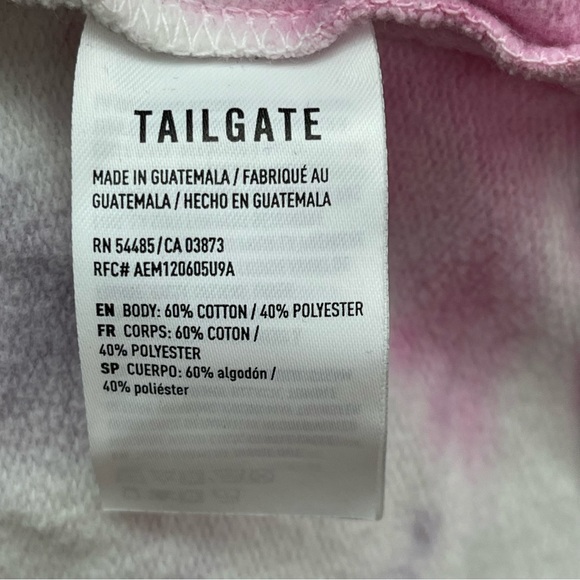 TAILGATE
MADE IN GUATEMALA / FABRIQUÉ AU
GUATEMALA / HECHO EN GUATEMALA
RN 54485/CA 03873
RFC# AEM120605U9A
EN BODY: 60% COTTON / 40% POLYESTER
FR CORPS: 60% COTON /
40% POLYESTER
SP CUERPO: 60% algodón /
40% poliéster